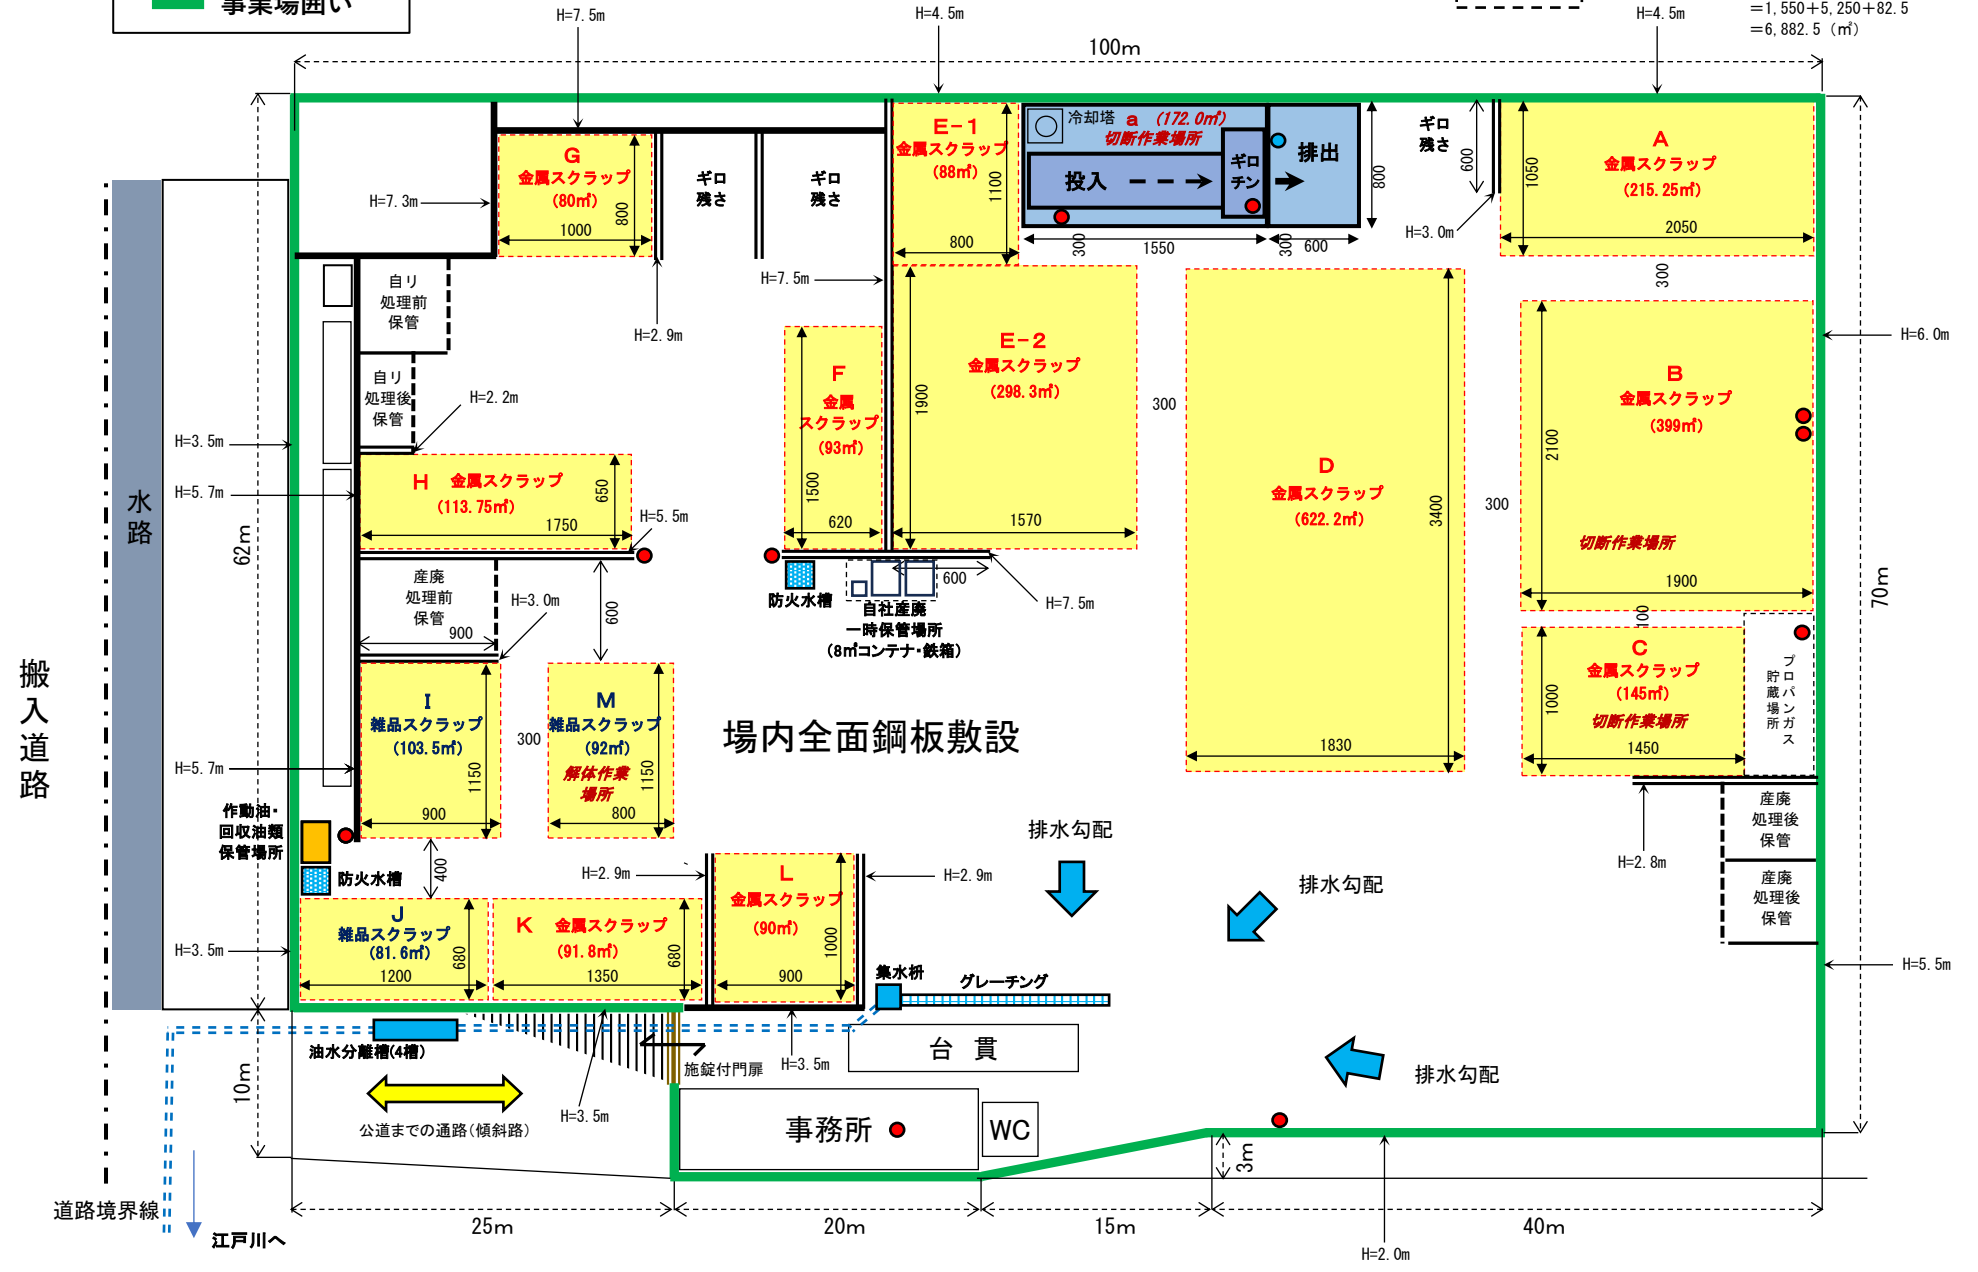 事業場囲い
H=7.5m
H=4.5m
H=4.5m
=1,550+5,250+82.5
=6,882.5 (㎡)
100m
62m
10m
70m
3m
25m
20m
15m
40m
搬入道路
水路
道路境界線
江戸川へ
H=7.3m
G
金属スクラップ
(80㎡)
1000
800
H=2.9m
ギロ
残さ
ギロ
残さ
H=7.5m
E-1
金属スクラップ
(88㎡)
1100
800
冷却塔
a (172.0㎡)
切断作業場所
投入
ギロ
チン
排出
800
300
1550
300
600
ギロ
残さ
600
H=3.0m
A
金属スクラップ
(215.25㎡)
1050
2050
300
H=6.0m
自リ
処理前
保管
自リ
処理後
保管
H=2.2m
H=3.5m
H=5.7m
H 金属スクラップ
(113.75㎡)
650
1750
H=5.5m
F
金属
スクラップ
(93㎡)
1500
620
E-2
金属スクラップ
(298.3㎡)
1900
1570
300
D
金属スクラップ
(622.2㎡)
3400
1830
300
B
金属スクラップ
(399㎡)
2100
切断作業場所
1900
100
C
金属スクラップ
(145㎡)
切断作業場所
1000
1450
プロパンガス
貯蔵場所
産廃
処理前
保管
900
H=3.0m
600
防火水槽
600
自社産廃
一時保管場所
(8㎥コンテナ・鉄箱)
H=7.5m
I
雑品スクラップ
(103.5㎡)
1150
900
300
M
雑品スクラップ
(92㎡)
解体作業
場所
1150
800
場内全面鋼板敷設
H=5.7m
作動油・
回収油類
保管場所
防火水槽
400
H=2.9m
H=2.9m
H=2.8m
産廃
処理後
保管
産廃
処理後
保管
H=5.5m
排水勾配
排水勾配
排水勾配
H=3.5m
J
雑品スクラップ
(81.6㎡)
680
1200
K 金属スクラップ
(91.8㎡)
680
1350
L
金属スクラップ
(90㎡)
1000
900
集水枡
グレーチング
台貫
油水分離槽(4槽)
施錠付門扉
H=3.5m
H=3.5m
公道までの通路(傾斜路)
事務所
WC
H=2.0m